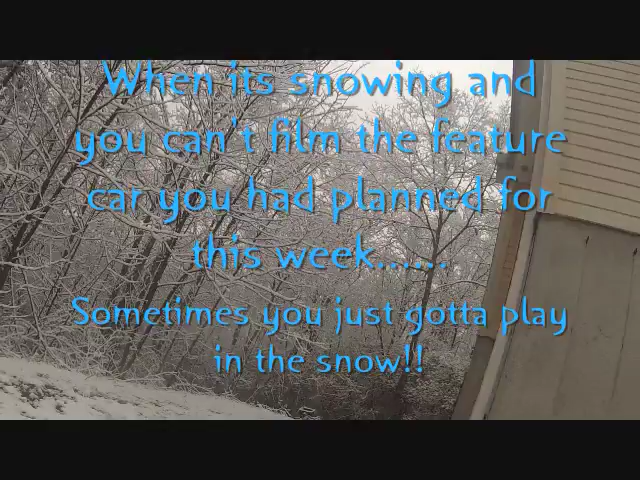 When its snowing and
you can't film the feature
car you had planned for
this week......
Sometimes you just gotta play
in the snow!!